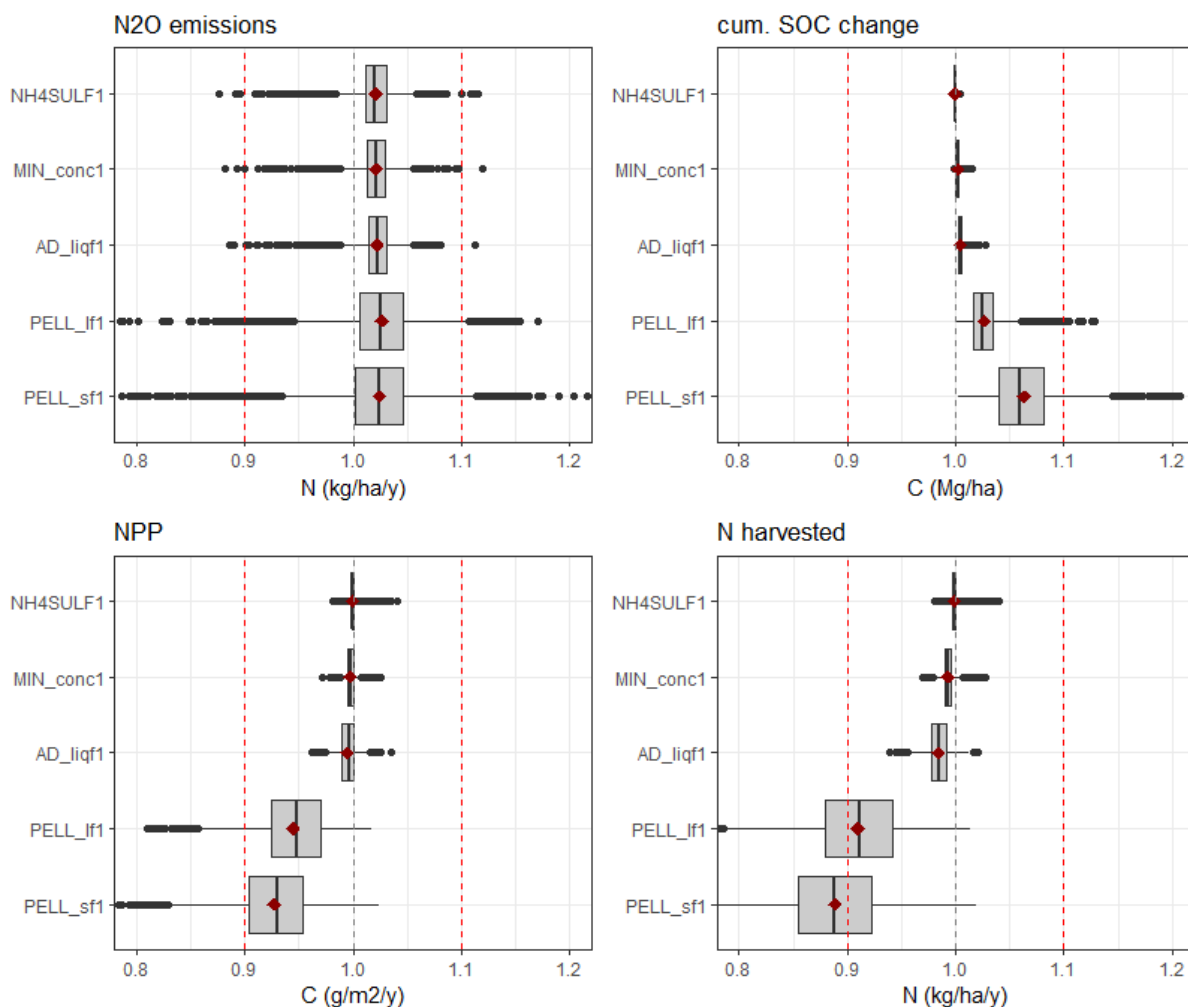 N2O emissions
NH4SULF1
MIN_conc1
AD_liqf1
PELL_lf1
PELL_sf1
0.8 0.9 1.0 1.1 1.2
N (kg/ha/y)
cum. SOC change
NH4SULF1
MIN_conc1
AD_liqf1
PELL_lf1
PELL_sf1
0.8 0.9 1.0 1.1 1.2
C (Mg/ha)
NPP
NH4SULF1
MIN_conc1
AD_liqf1
PELL_lf1
PELL_sf1
0.8 0.9 1.0 1.1 1.2
C (g/m2/y)
N harvested
NH4SULF1
MIN_conc1
AD_liqf1
PELL_lf1
PELL_sf1
0.8 0.9 1.0 1.1 1.2
N (kg/ha/y)